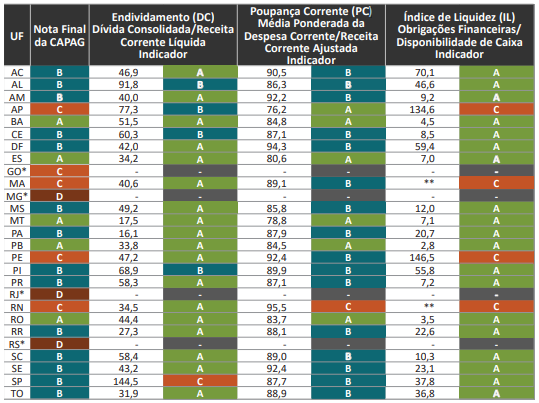 UF
Nota Final
da CAPAG
Endividamento (DC)
Dívida Consolidada/Receita
Corrente Líquida
Indicador
Poupança Corrente (PC)
Média Ponderada da
Despesa Corrente/Receita
Corrente Ajustada
Indicador
Índice de Liquidez (IL)
Obrigações Financeiras/
Disponibilidade de Caixa
Indicador
AC B 46,9 A 90,5 B 70,1 A
AL B 91,8 B 86,3 B 46,6 A
AM B 40,0 A 92,2 B 9,2 A
AP C 77,3 B 76,2 A 134,6 C
BA A 51,5 A 84,8 A 4,5 A
CE B 60,3 B 87,1 B 8,5 A
DF B 42,0 A 94,3 B 59,4 A
ES A 34,2 A 80,6 A 7,0 A
GO* C - - - - - -
MA C 40,6 A 89,1 B ** C
MG* D - - - - - -
MS B 49,2 A 85,8 B 12,0 A
MT A 17,5 A 78,8 A 7,1 A
PA B 16,1 A 87,9 B 20,7 A
PB A 33,8 A 84,5 A 2,8 A
PE C 47,2 A 92,4 B 146,5 C
PI B 68,9 B 89,9 B 55,8 A
PR B 58,3 A 87,1 B 7,2 A
RJ* D - - - - - -
RN C 34,5 A 95,5 C ** C
RO A 44,4 A 83,7 A 3,5 A
RR B 27,3 A 88,1 B 22,6 A
RS* D - - - - - -
SC B 58,4 A 89,0 B 10,3 A
SE B 43,2 A 92,4 B 23,1 A
SP B 144,5 C 87,7 B 37,8 A
TO B 31,9 A 88,9 B 36,8 A